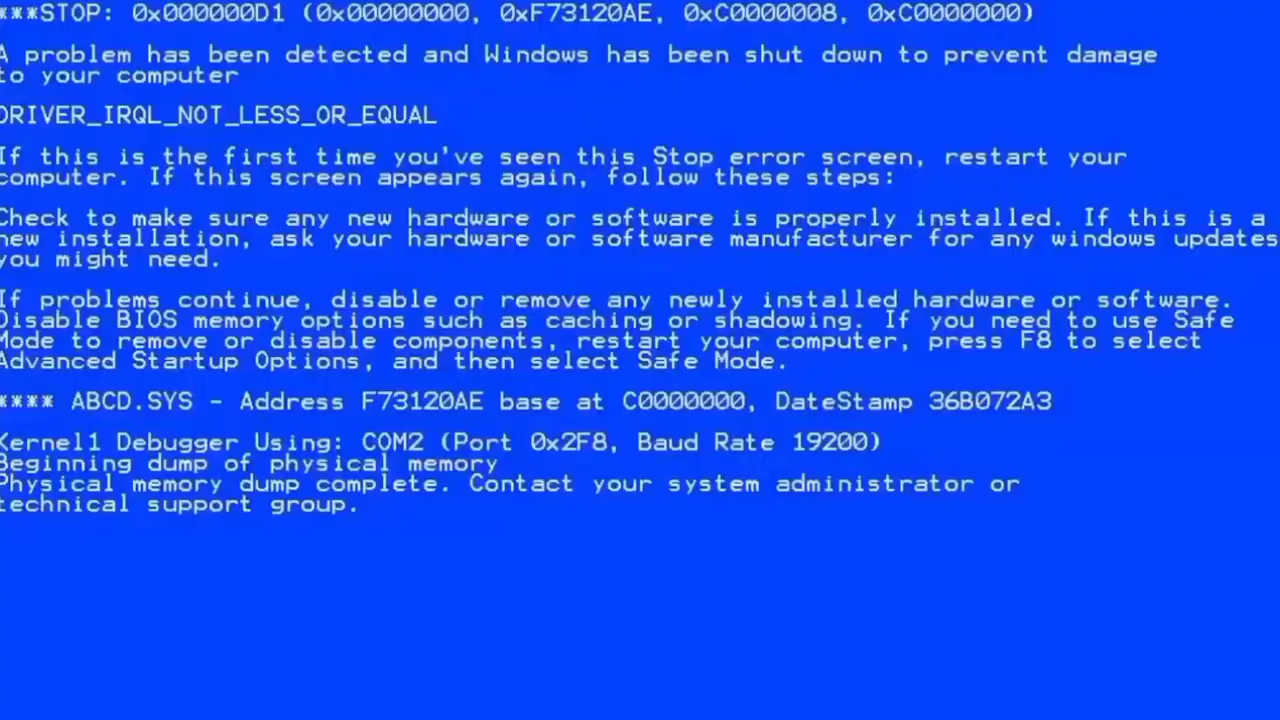 ***STOP: 0x000000D1 (0x00000000, 0xF73120AE, 0xC0000008, 0xC0000000)
A problem has been detected and Windows has been shut down to prevent damage
to your computer
DRIVER_IRQL_NOT_LESS_OR_EQUAL
If this is the first time you've seen this Stop error screen, restart your
computer. If this screen appears again, follow these steps:
Check to make sure any new hardware or software is properly installed. If this is a
new installation, ask your hardware or software manufacturer for any windows updates
you might need.
If problems continue, disable or remove any newly installed hardware or software.
Disable BIOS memory options such as caching or shadowing. If you need to use Safe
Mode to remove or disable components, restart your computer, press F8 to select
Advanced Startup Options, and then select Safe Mode.
**** ABCD.SYS - Address F73120AE base at C0000000, DateStamp 36B072A3
Kernel1 Debugger Using: COM2 (Port 0x2F8, Baud Rate 19200)
Beginning dump of physical memory
Physical memory dump complete. Contact your system administrator or
technical support group.